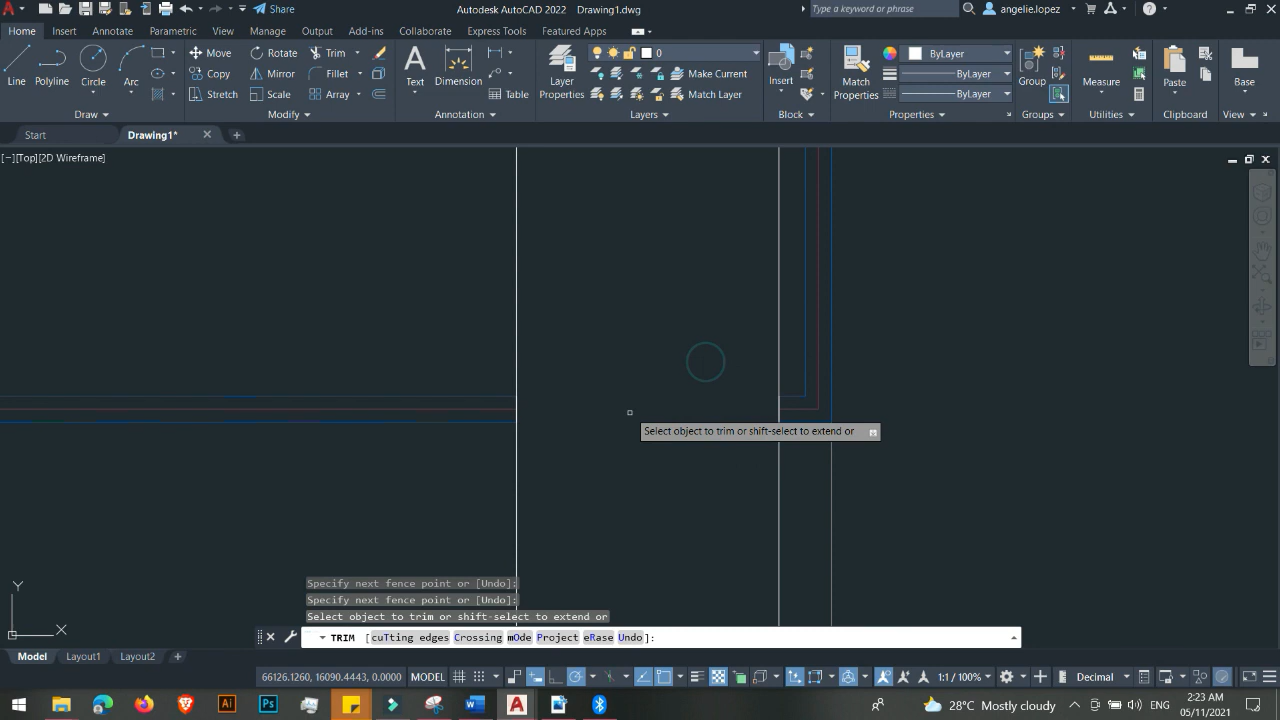 Share
Autodesk AutoCAD 2022 Drawing1.dwg
Type a keyword or phrase
angelie.lopez
Home Insert Annotate Parametric View Manage Output Add-ins Collaborate Express Tools Featured Apps
Line
Polyline
Circle
Arc
Move
Rotate
Trim
Copy
Mirror
Fillet
Stretch
Scale
Array
Text
Dimension
Table
Layer
Properties
0
Make Current
Match Layer
Insert
Match
Properties
ByLayer
ByLayer
ByLayer
Group
Measure
Paste
Base
Draw
Modify
Annotation
Layers
Block
Properties
Groups
Utilities
Clipboard
View
Start
Drawing1*
[−][Top][2D Wireframe]
Select object to trim or shift-select to extend or
Y
X
Specify next fence point or [Undo]:
Specify next fence point or [Undo]:
Select object to trim or shift-select to extend or
TRIM [cuTting edges Crossing mOde Project eRase Undo]:
Model Layout1 Layout2
66126.1260, 16090.4443, 0.0000 MODEL
1:1 / 100%
Decimal
28°C Mostly cloudy
ENG
2:23 AM
05/11/2021